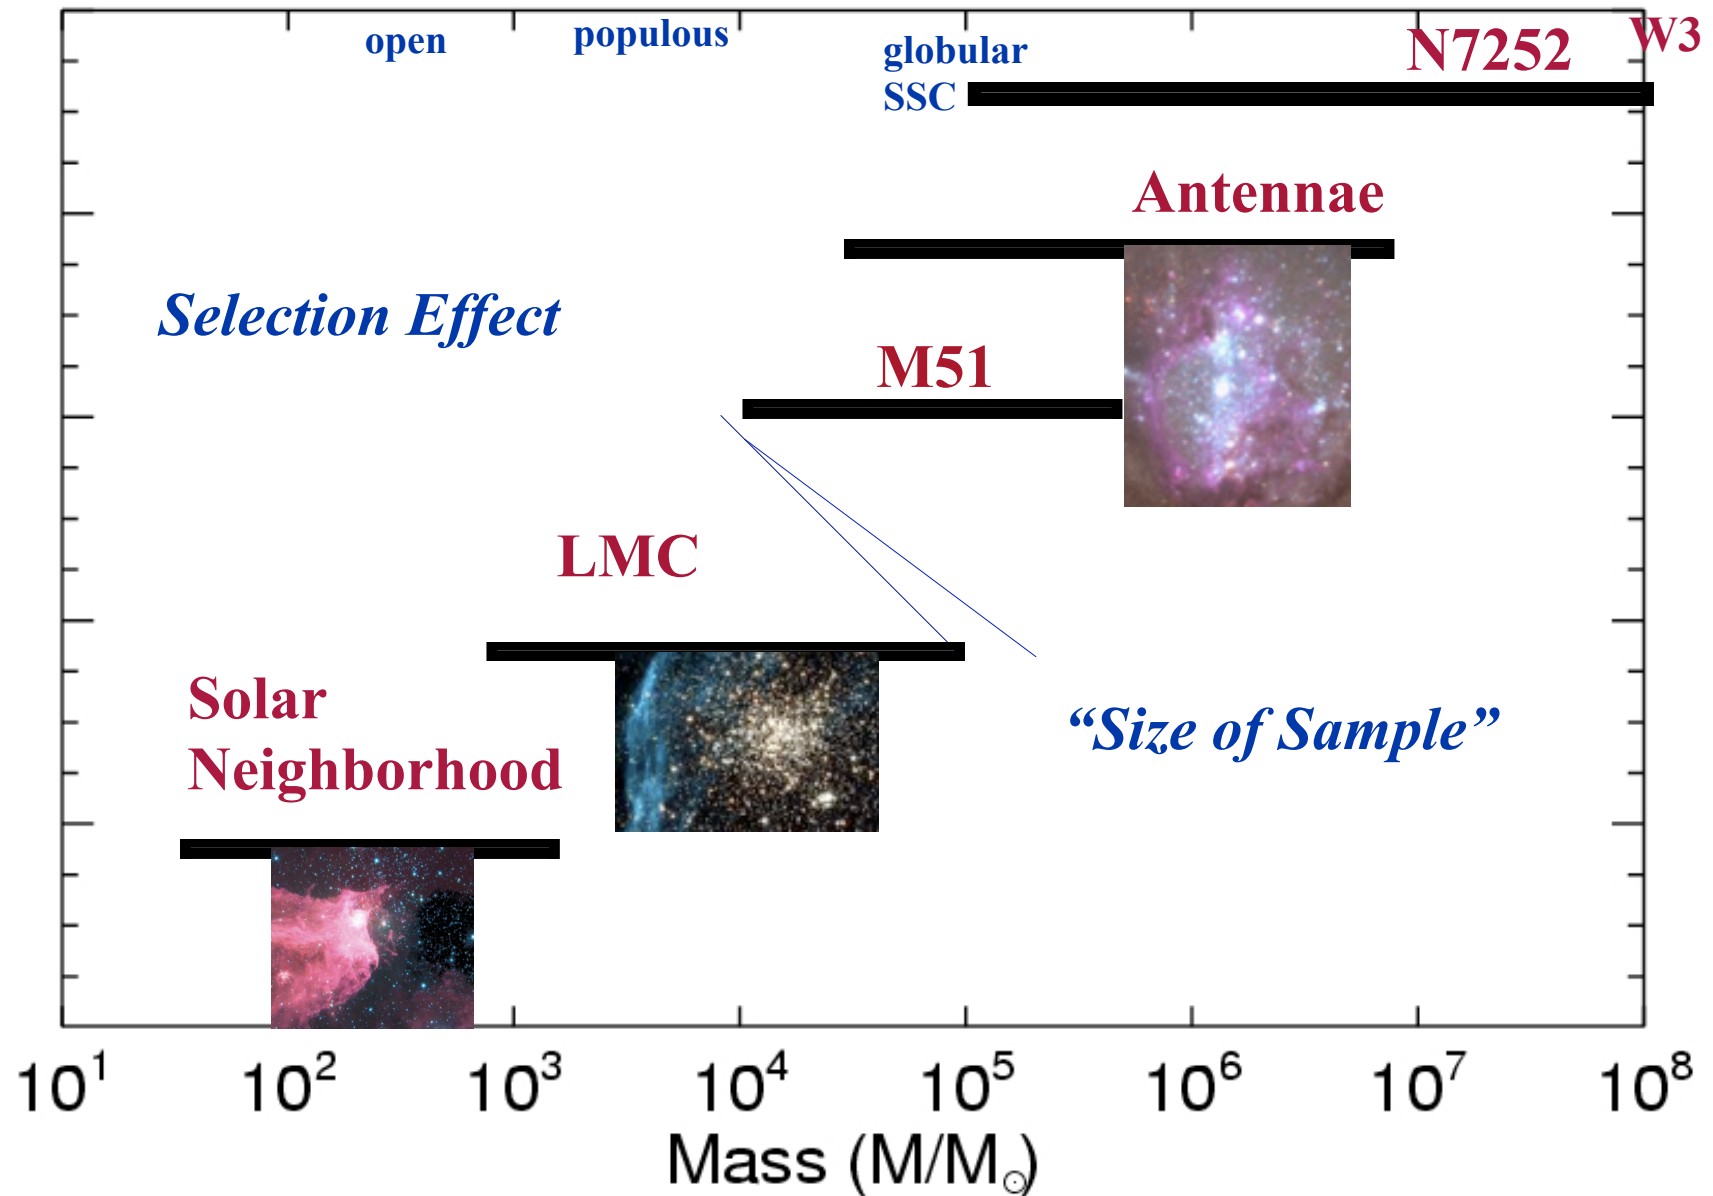 open
populous
globular
SSC
N7252
W3
Antennae
Selection Effect
M51
LMC
Solar
Neighborhood
“Size of Sample”
10¹ 10² 10³ 10⁴ 10⁵ 10⁶ 10⁷ 10⁸
Mass (M/M☉)